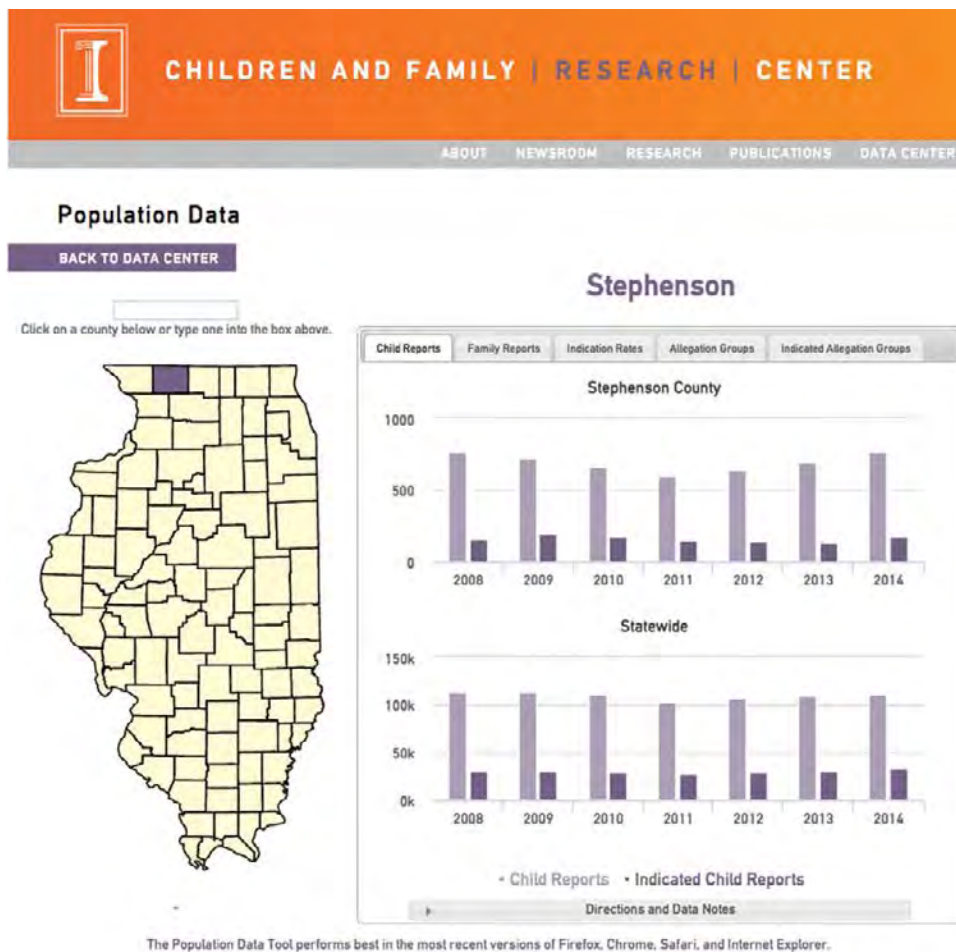 I
CHILDREN AND FAMILY | RESEARCH | CENTER
ABOUT NEWSROOM RESEARCH PUBLICATIONS DATA CENTER
Population Data
BACK TO DATA CENTER
Stephenson
Click on a county below or type one into the box above.
Child Reports Family Reports Indication Rates Allegation Groups Indicated Allegation Groups
Stephenson County
1000
500
0
2008 2009 2010 2011 2012 2013 2014
Statewide
150k
100k
50k
0k
2008 2009 2010 2011 2012 2013 2014
• Child Reports • Indicated Child Reports
Directions and Data Notes
The Population Data Tool performs best in the most recent versions of Firefox, Chrome, Safari, and Internet Explorer.